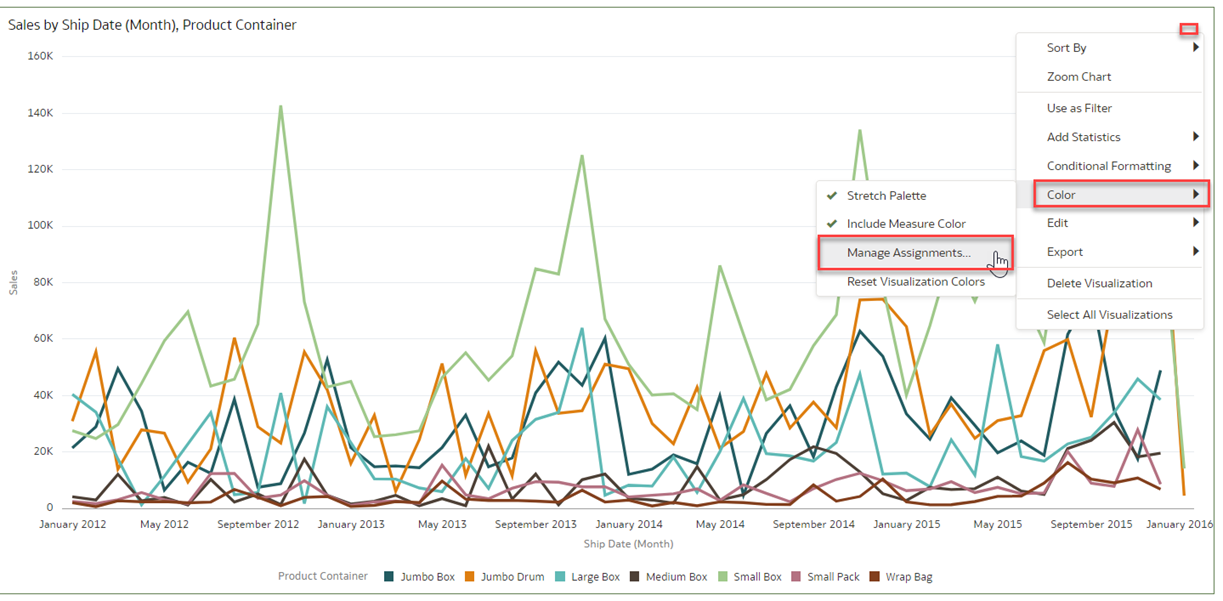 Sales by Ship Date (Month), Product Container
Sort By
Zoom Chart
Use as Filter
Add Statistics
Conditional Formatting
Color
Edit
Export
Delete Visualization
Select All Visualizations
Stretch Palette
Include Measure Color
Manage Assignments...
Reset Visualization Colors
Sales
160K
140K
120K
100K
80K
60K
40K
20K
0
January 2012 May 2012 September 2012 January 2013 May 2013 September 2013 January 2014 May 2014 September 2014 January 2015 May 2015 September 2015 January 2016
Ship Date (Month)
Product Container Jumbo Box Jumbo Drum Large Box Medium Box Small Box Small Pack Wrap Bag